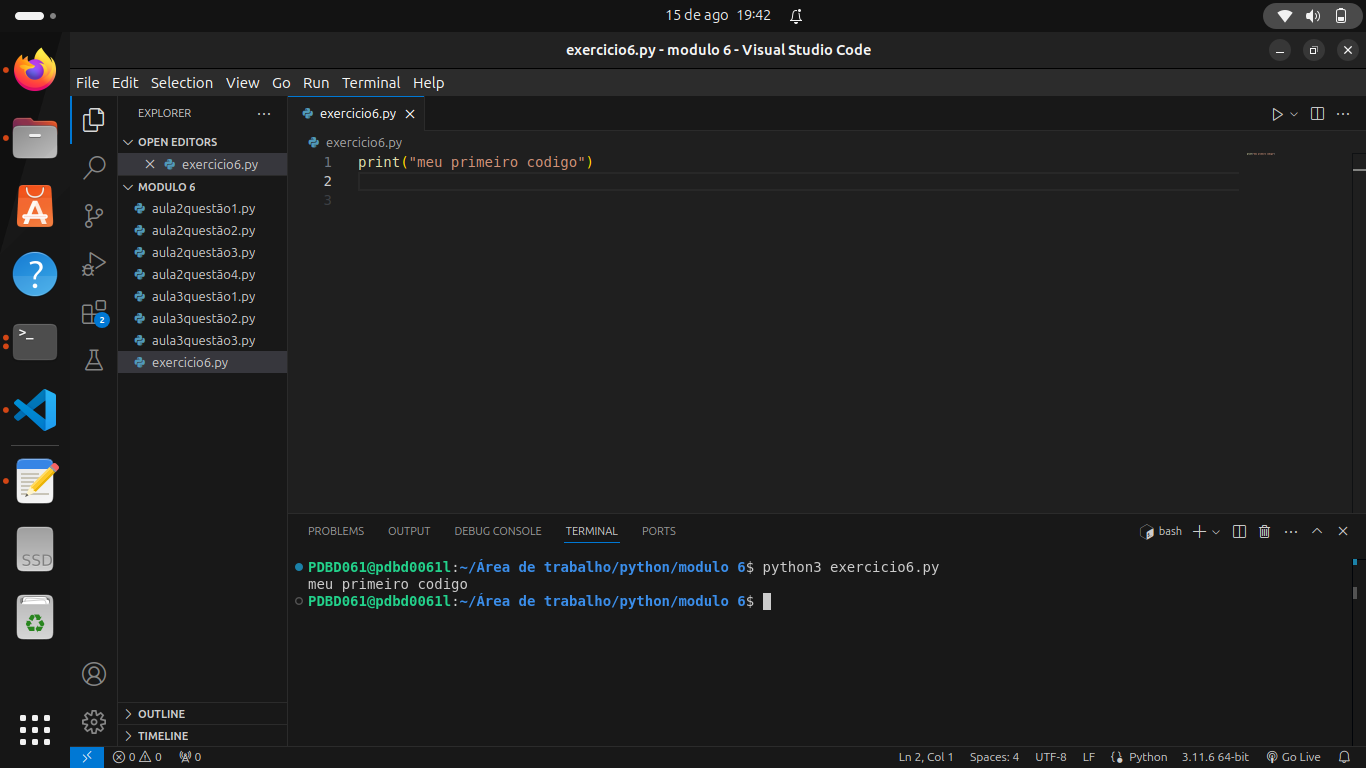 15 de ago 19:42
exercicio6.py - modulo 6 - Visual Studio Code
File Edit Selection View Go Run Terminal Help
EXPLORER
OPEN EDITORS
exercicio6.py
MODULO 6
aula2questão1.py
aula2questão2.py
aula2questão3.py
aula2questão4.py
aula3questão1.py
aula3questão2.py
aula3questão3.py
exercicio6.py
OUTLINE
TIMELINE
exercicio6.py
exercicio6.py
1 print("meu primeiro codigo")
2
3
PROBLEMS OUTPUT DEBUG CONSOLE TERMINAL PORTS
bash
PDBD061@pdbd0061l:~/Área de trabalho/python/modulo 6$ python3 exercicio6.py
meu primeiro codigo
PDBD061@pdbd0061l:~/Área de trabalho/python/modulo 6$
SSD
2
>_
?
0 0 0
Ln 2, Col 1 Spaces: 4 UTF-8 LF Python 3.11.6 64-bit Go Live